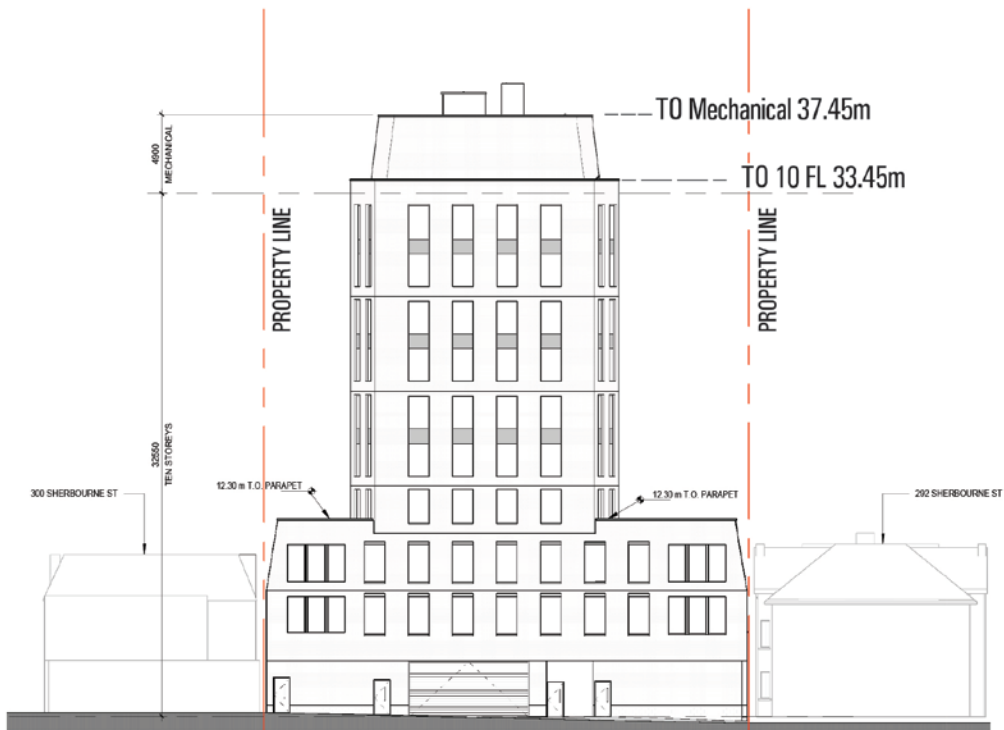 TO Mechanical 37.45m
4900
MECHANICAL
TO 10 FL 33.45m
PROPERTY LINE
PROPERTY LINE
32550
TEN STOREYS
12.30 m T.O. PARAPET
12.30 m T.O. PARAPET
300 SHERBOURNE ST
292 SHERBOURNE ST